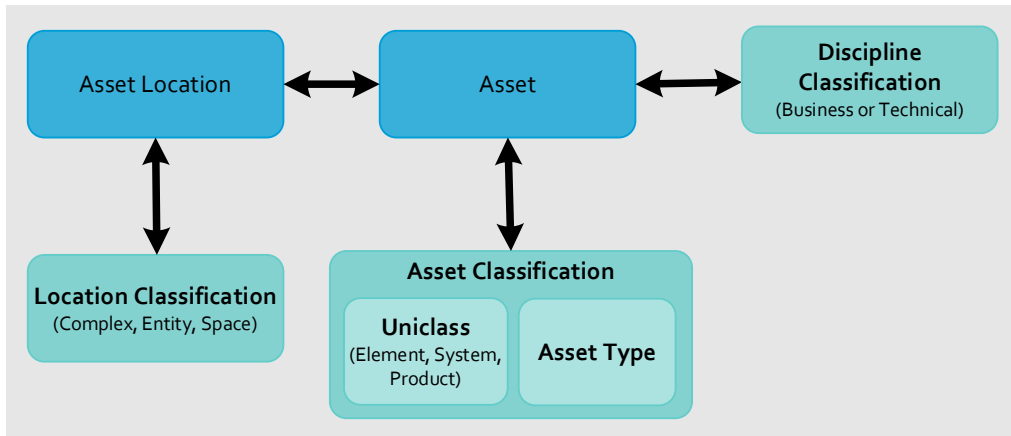 Asset Location
Asset
Discipline
Classification
(Business or Technical)
Location Classification
(Complex, Entity, Space)
Asset Classification
Uniclass
(Element, System,
Product)
Asset Type